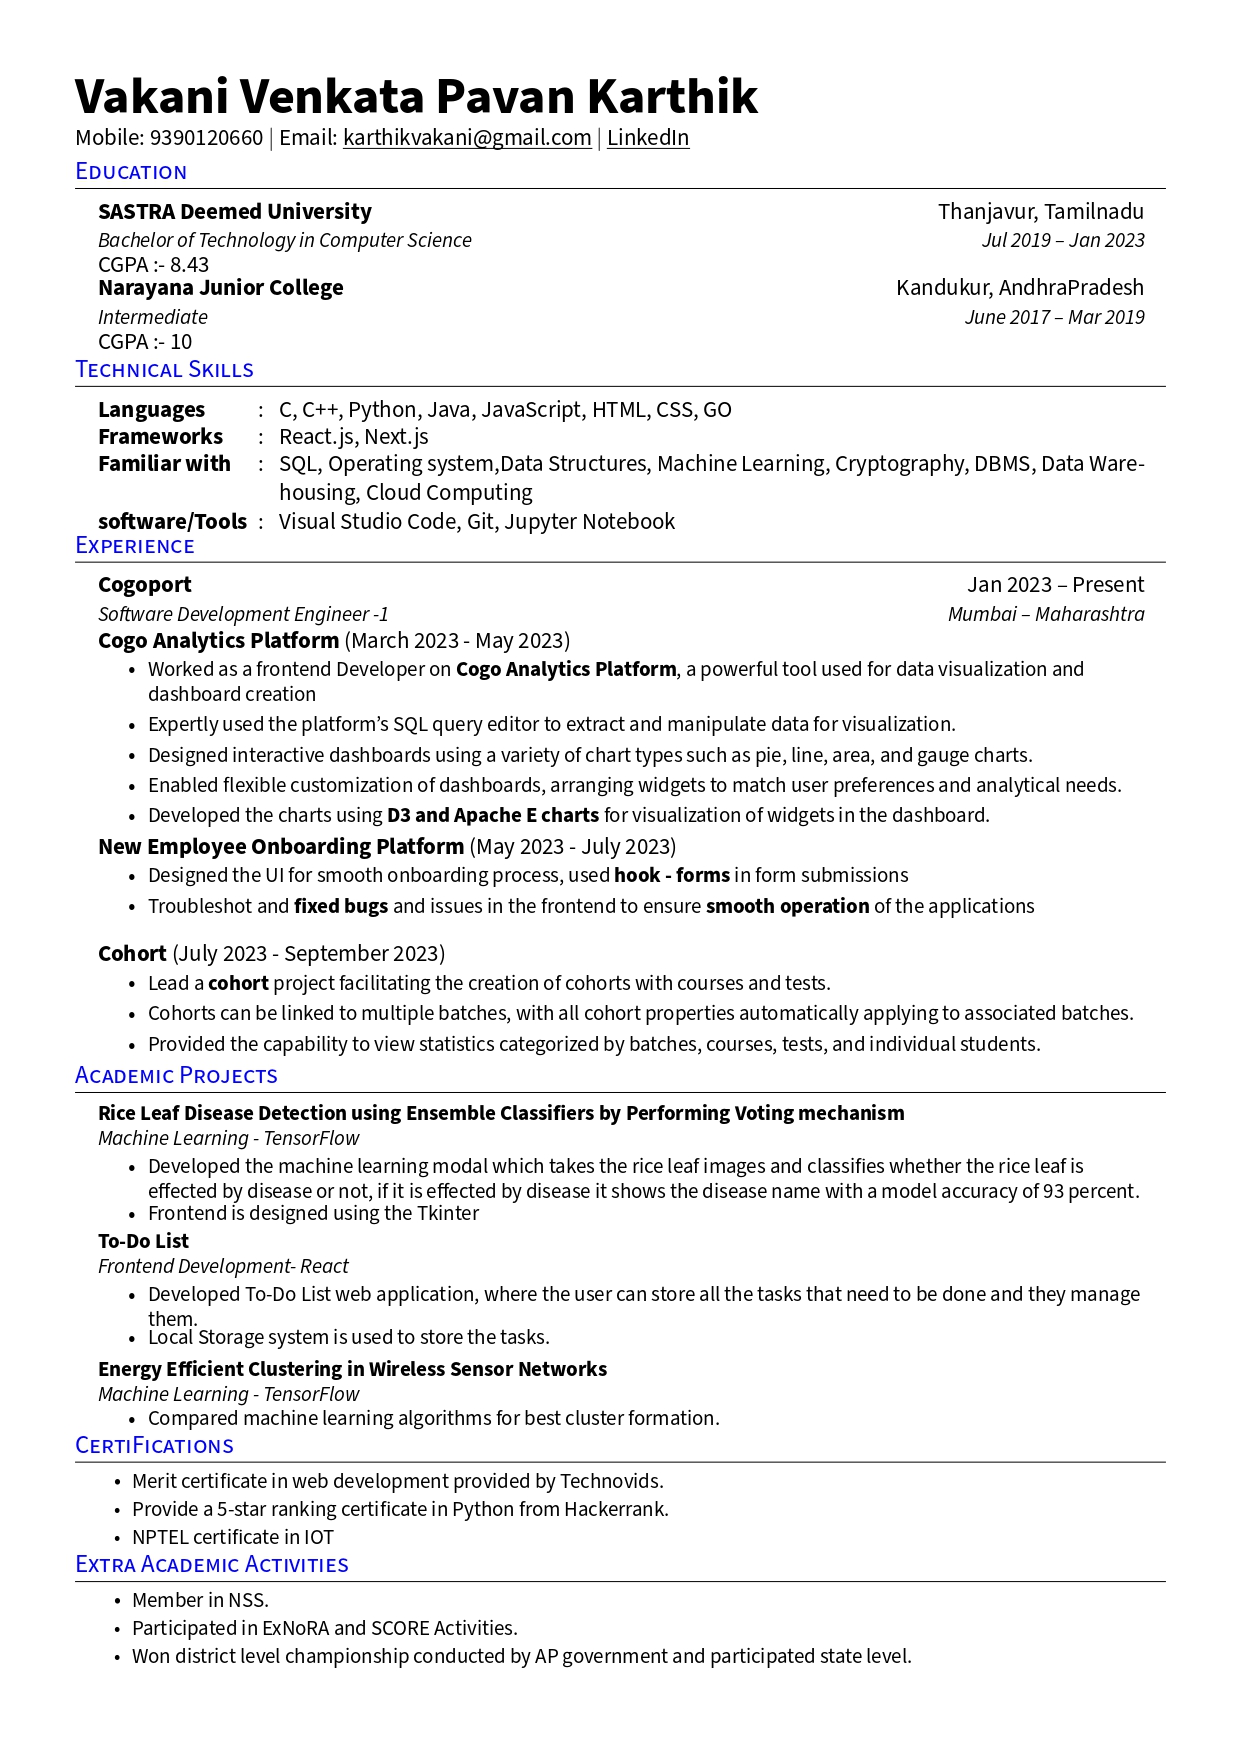 Vakani Venkata Pavan Karthik
Mobile: 9390120660 | Email: karthikvakani@gmail.com | LinkedIn
Education
SASTRA Deemed University Thanjavur, Tamilnadu
Bachelor of Technology in Computer Science Jul 2019 – Jan 2023
CGPA :- 8.43
Narayana Junior College Kandukur, AndhraPradesh
Intermediate June 2017 – Mar 2019
CGPA :- 10
Technical Skills
Languages : C, C++, Python, Java, JavaScript, HTML, CSS, GO
Frameworks : React.js, Next.js
Familiar with : SQL, Operating system,Data Structures, Machine Learning, Cryptography, DBMS, Data Ware-
housing, Cloud Computing
software/Tools : Visual Studio Code, Git, Jupyter Notebook
Experience
Cogoport Jan 2023 – Present
Software Development Engineer -1 Mumbai – Maharashtra
Cogo Analytics Platform (March 2023 - May 2023)
• Worked as a frontend Developer on Cogo Analytics Platform, a powerful tool used for data visualization and
dashboard creation
• Expertly used the platform’s SQL query editor to extract and manipulate data for visualization.
• Designed interactive dashboards using a variety of chart types such as pie, line, area, and gauge charts.
• Enabled flexible customization of dashboards, arranging widgets to match user preferences and analytical needs.
• Developed the charts using D3 and Apache E charts for visualization of widgets in the dashboard.
New Employee Onboarding Platform (May 2023 - July 2023)
• Designed the UI for smooth onboarding process, used hook - forms in form submissions
• Troubleshot and fixed bugs and issues in the frontend to ensure smooth operation of the applications
Cohort (July 2023 - September 2023)
• Lead a cohort project facilitating the creation of cohorts with courses and tests.
• Cohorts can be linked to multiple batches, with all cohort properties automatically applying to associated batches.
• Provided the capability to view statistics categorized by batches, courses, tests, and individual students.
Academic Projects
Rice Leaf Disease Detection using Ensemble Classifiers by Performing Voting mechanism
Machine Learning - TensorFlow
• Developed the machine learning modal which takes the rice leaf images and classifies whether the rice leaf is
effected by disease or not, if it is effected by disease it shows the disease name with a model accuracy of 93 percent.
• Frontend is designed using the Tkinter
To-Do List
Frontend Development- React
• Developed To-Do List web application, where the user can store all the tasks that need to be done and they manage
them.
• Local Storage system is used to store the tasks.
Energy Efficient Clustering in Wireless Sensor Networks
Machine Learning - TensorFlow
• Compared machine learning algorithms for best cluster formation.
CertiFications
• Merit certificate in web development provided by Technovids.
• Provide a 5-star ranking certificate in Python from Hackerrank.
• NPTEL certificate in IOT
Extra Academic Activities
• Member in NSS.
• Participated in ExNoRA and SCORE Activities.
• Won district level championship conducted by AP government and participated state level.